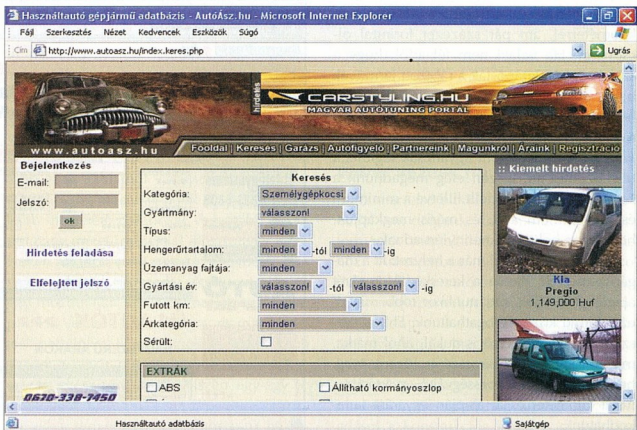 Használtautó gépjármű adatbázis - AutóÁsz.hu - Microsoft Internet Explorer
Fájl Szerkesztés Nézet Kedvencek Eszközök Súgó
Cím http://www.autoasz.hu/index.keres.php Ugrás
hirdetés
CARSTYLING.HU
MAGYAR AUTÓTUNING PORTÁL
www.autoasz.hu
Főoldal | Keresés | Garázs | Autófigyelő | Partnereink | Magunkról | Áraink | Regisztráció
Bejelentkezés
E-mail:
Jelszó:
ok
Hirdetés feladása
Elfelejtett jelszó
0670-338-7450
Keresés
Kategória: Személygépkocsi
Gyártmány: válasszon!
Típus: minden
Hengerűrtartalom: minden -tól minden -ig
Üzemanyag fajtája: minden
Gyártási év: válasszon! -tól válasszon! -ig
Futott km: minden
Árkategória: minden
Sérült:
EXTRÁK
ABS Állítható kormányoszlop
:: Kiemelt hirdetés
Kia
Pregio
1,149,000 Huf
Használtautó adatbázis Sajátgép